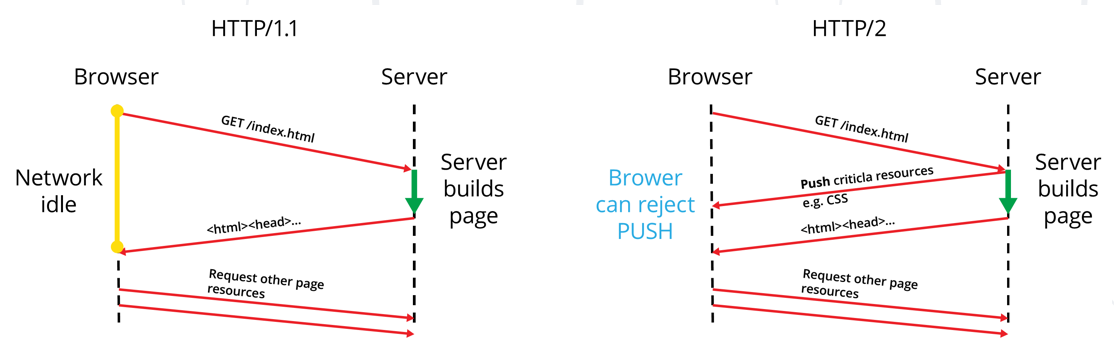 HTTP/1.1
Browser
Server
GET /index.html
Network
idle
Server
builds
page
<html><head>...
Request other page
resources
HTTP/2
Browser
Server
GET /index.html
Push criticla resources
e.g. CSS
Brower
can reject
PUSH
Server
builds
page
<html><head>...
Request other page
resources